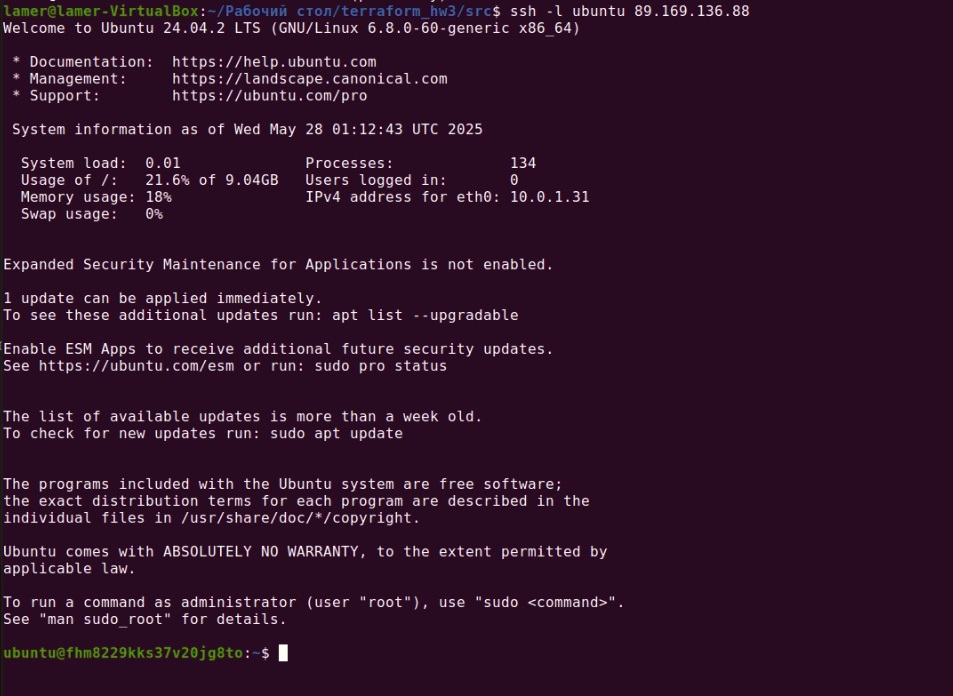 lamer@lamer-VirtualBox:~/Рабочий стол/terraform_hw3/src$ ssh -l ubuntu 89.169.136.88
Welcome to Ubuntu 24.04.2 LTS (GNU/Linux 6.8.0-60-generic x86_64)

 * Documentation:  https://help.ubuntu.com
 * Management:     https://landscape.canonical.com
 * Support:        https://ubuntu.com/pro

 System information as of Wed May 28 01:12:43 UTC 2025

  System load:  0.01              Processes:             134
  Usage of /:   21.6% of 9.04GB   Users logged in:       0
  Memory usage: 18%               IPv4 address for eth0: 10.0.1.31
  Swap usage:   0%

Expanded Security Maintenance for Applications is not enabled.

1 update can be applied immediately.
To see these additional updates run: apt list --upgradable

Enable ESM Apps to receive additional future security updates.
See https://ubuntu.com/esm or run: sudo pro status

The list of available updates is more than a week old.
To check for new updates run: sudo apt update

The programs included with the Ubuntu system are free software;
the exact distribution terms for each program are described in the
individual files in /usr/share/doc/*/copyright.

Ubuntu comes with ABSOLUTELY NO WARRANTY, to the extent permitted by
applicable law.

To run a command as administrator (user "root"), use "sudo <command>".
See "man sudo_root" for details.

ubuntu@fhm8229kks37v20jg8to:~$